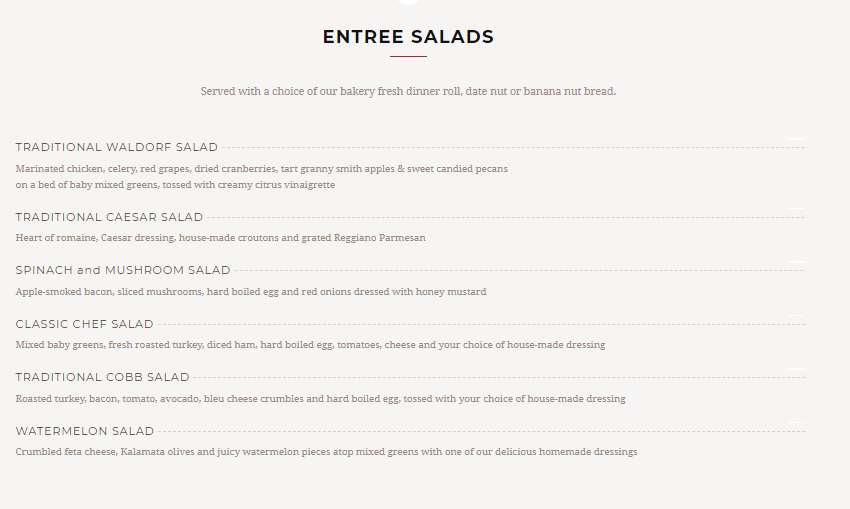 ENTREE SALADS
Served with a choice of our bakery fresh dinner roll, date nut or banana nut bread.
TRADITIONAL WALDORF SALAD
Marinated chicken, celery, red grapes, dried cranberries, tart granny smith apples & sweet candied pecans
on a bed of baby mixed greens, tossed with creamy citrus vinaigrette
TRADITIONAL CAESAR SALAD
Heart of romaine, Caesar dressing, house-made croutons and grated Reggiano Parmesan
SPINACH and MUSHROOM SALAD
Apple-smoked bacon, sliced mushrooms, hard boiled egg and red onions dressed with honey mustard
CLASSIC CHEF SALAD
Mixed baby greens, fresh roasted turkey, diced ham, hard boiled egg, tomatoes, cheese and your choice of house-made dressing
TRADITIONAL COBB SALAD
Roasted turkey, bacon, tomato, avocado, bleu cheese crumbles and hard boiled egg, tossed with your choice of house-made dressing
WATERMELON SALAD
Crumbled feta cheese, Kalamata olives and juicy watermelon pieces atop mixed greens with one of our delicious homemade dressings